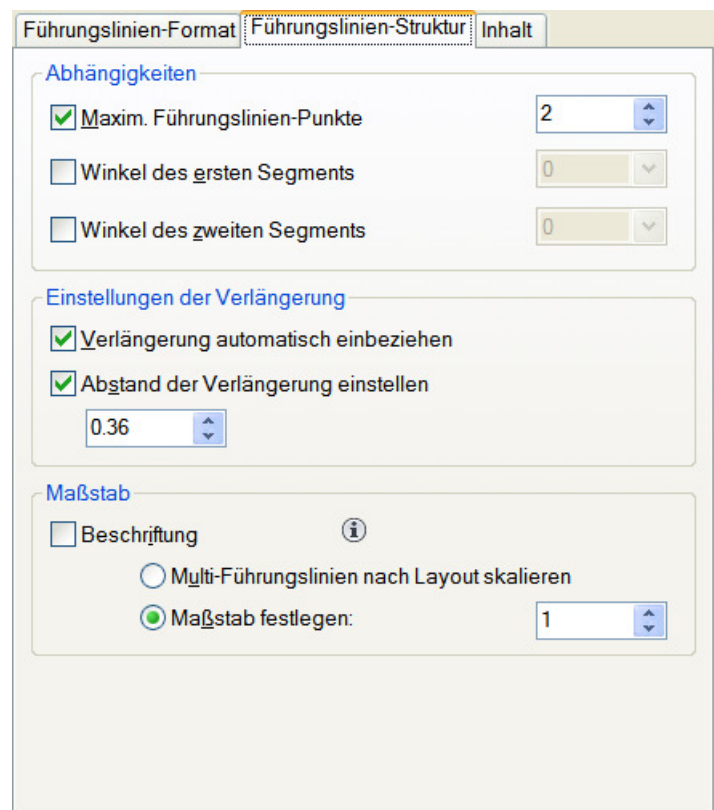 Führungslinien-Format Führungslinien-Struktur Inhalt
Abhängigkeiten
Maxim. Führungslinien-Punkte 2
Winkel des ersten Segments 0
Winkel des zweiten Segments 0
Einstellungen der Verlängerung
Verlängerung automatisch einbeziehen
Abstand der Verlängerung einstellen
0.36
Maßstab
Beschriftung
Multi-Führungslinien nach Layout skalieren
Maßstab festlegen: 1